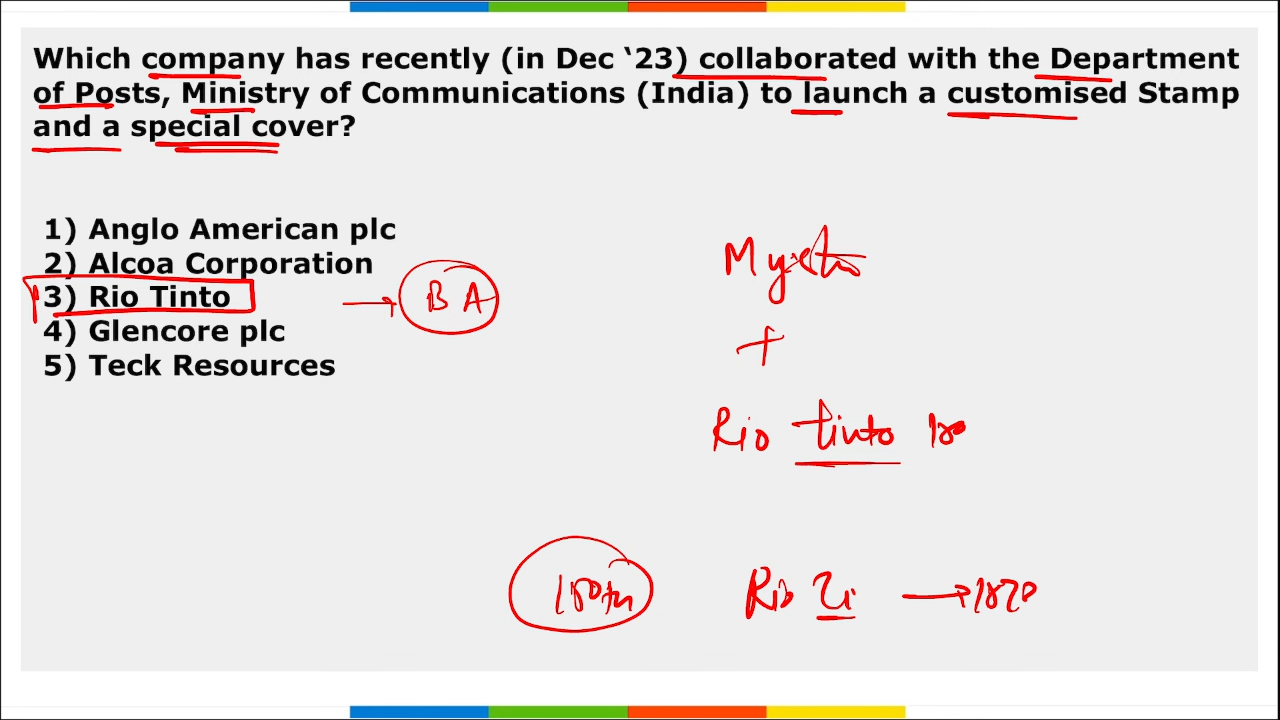 Which company has recently (in Dec ‘23) collaborated with the Department
of Posts, Ministry of Communications (India) to launch a customised Stamp
and a special cover?
1) Anglo American plc
2) Alcoa Corporation
3) Rio Tinto
4) Glencore plc
5) Teck Resources
B A
+
Rio tinto
Rio